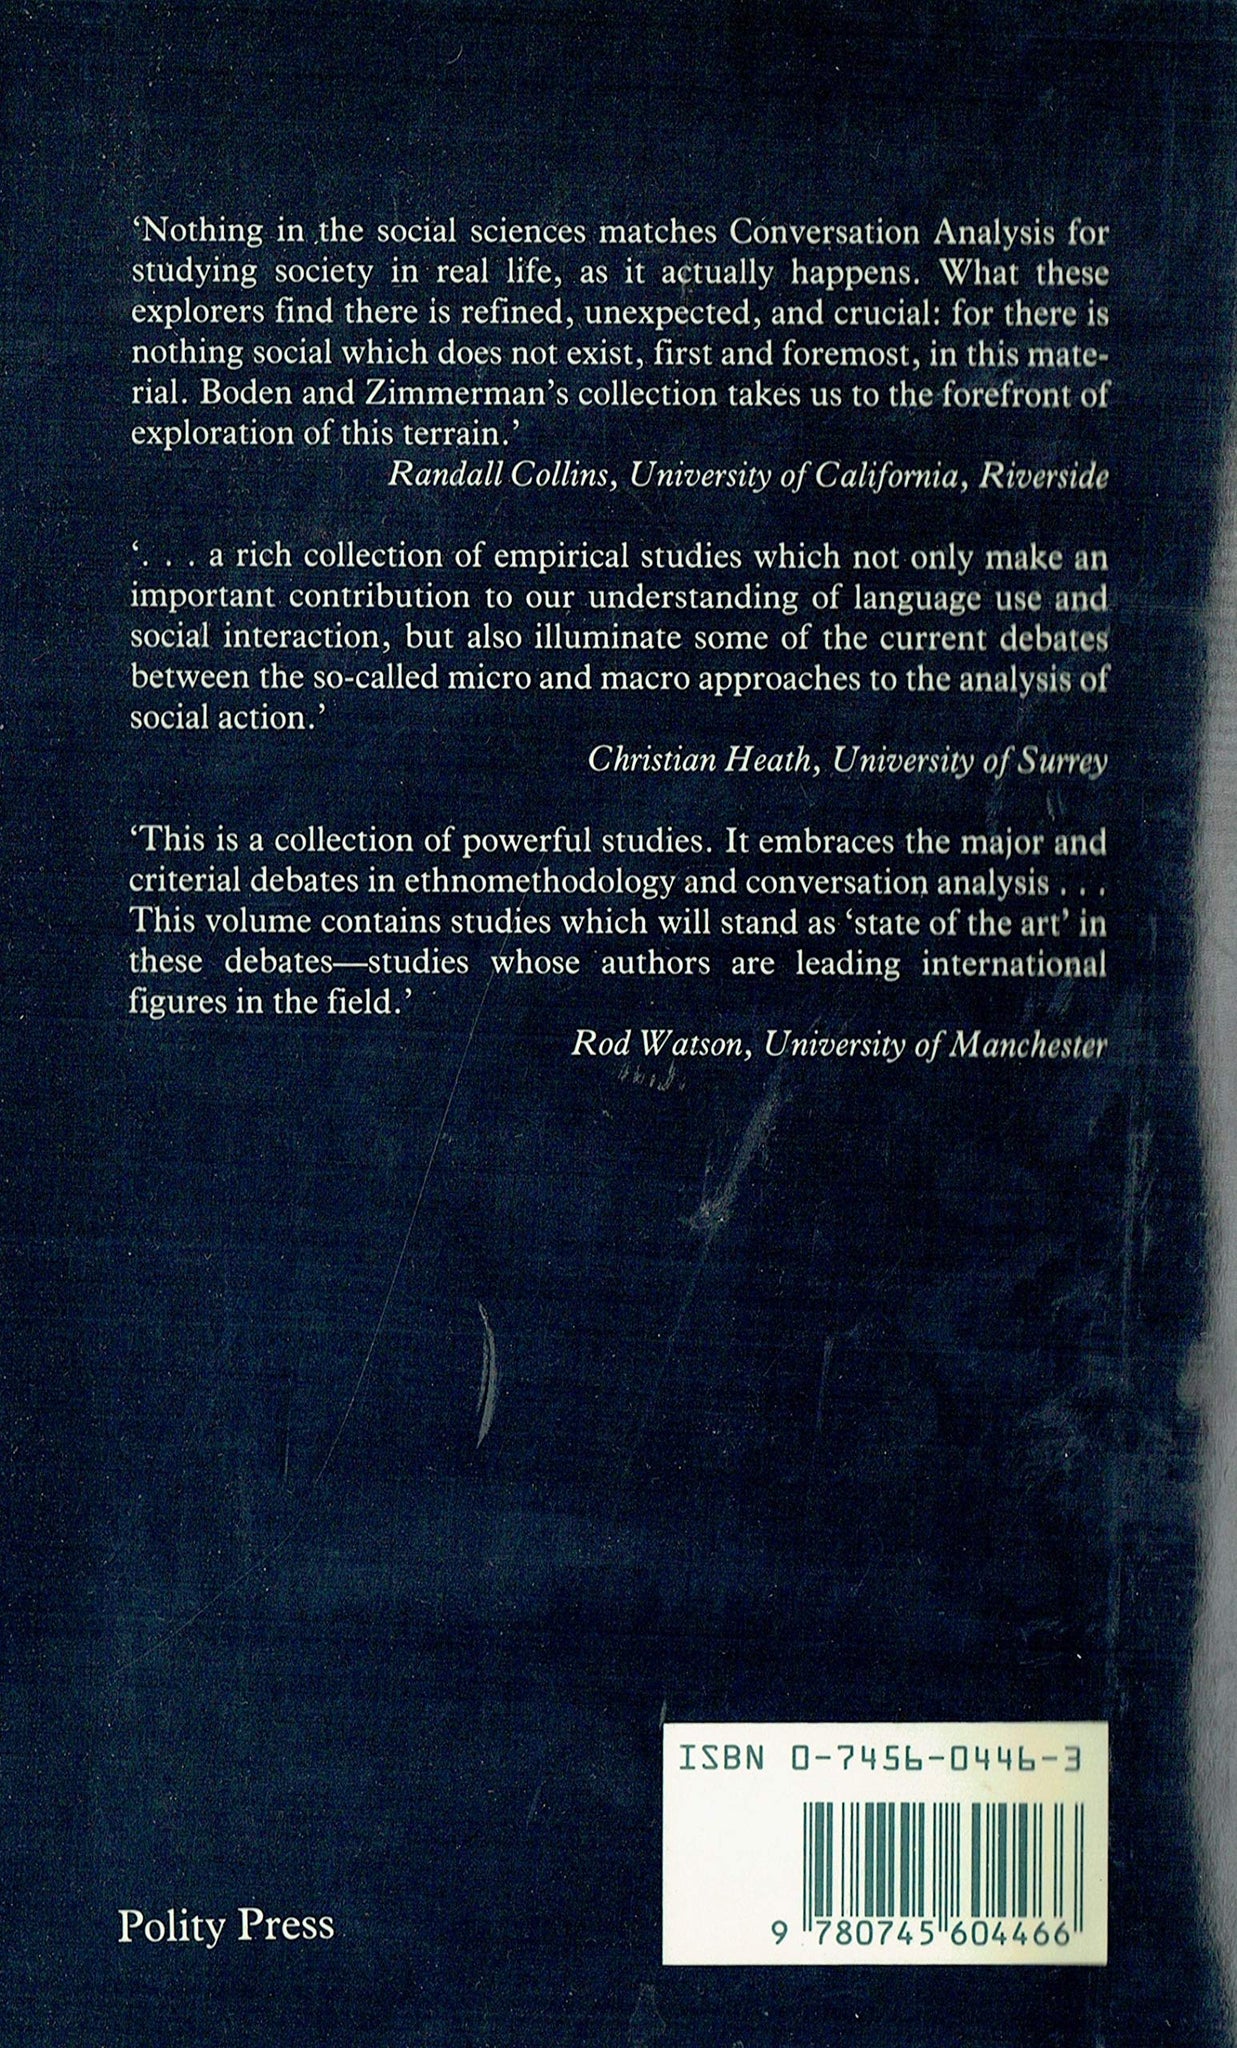 ‘Nothing in the social sciences matches Conversation Analysis for
studying society in real life, as it actually happens. What these
explorers find there is refined, unexpected, and crucial: for there is
nothing social which does not exist, first and foremost, in this mate-
rial. Boden and Zimmerman’s collection takes us to the forefront of
exploration of this terrain.’
Randall Collins, University of California, Riverside
‘. . . a rich collection of empirical studies which not only make an
important contribution to our understanding of language use and
social interaction, but also illuminate some of the current debates
between the so-called micro and macro approaches to the analysis of
social action.’
Christian Heath, University of Surrey
‘This is a collection of powerful studies. It embraces the major and
criterial debates in ethnomethodology and conversation analysis . . .
This volume contains studies which will stand as ‘state of the art’ in
these debates—studies whose authors are leading international
figures in the field.’
Rod Watson, University of Manchester
ISBN 0-7456-0446-3
9 780745 604466
Polity Press